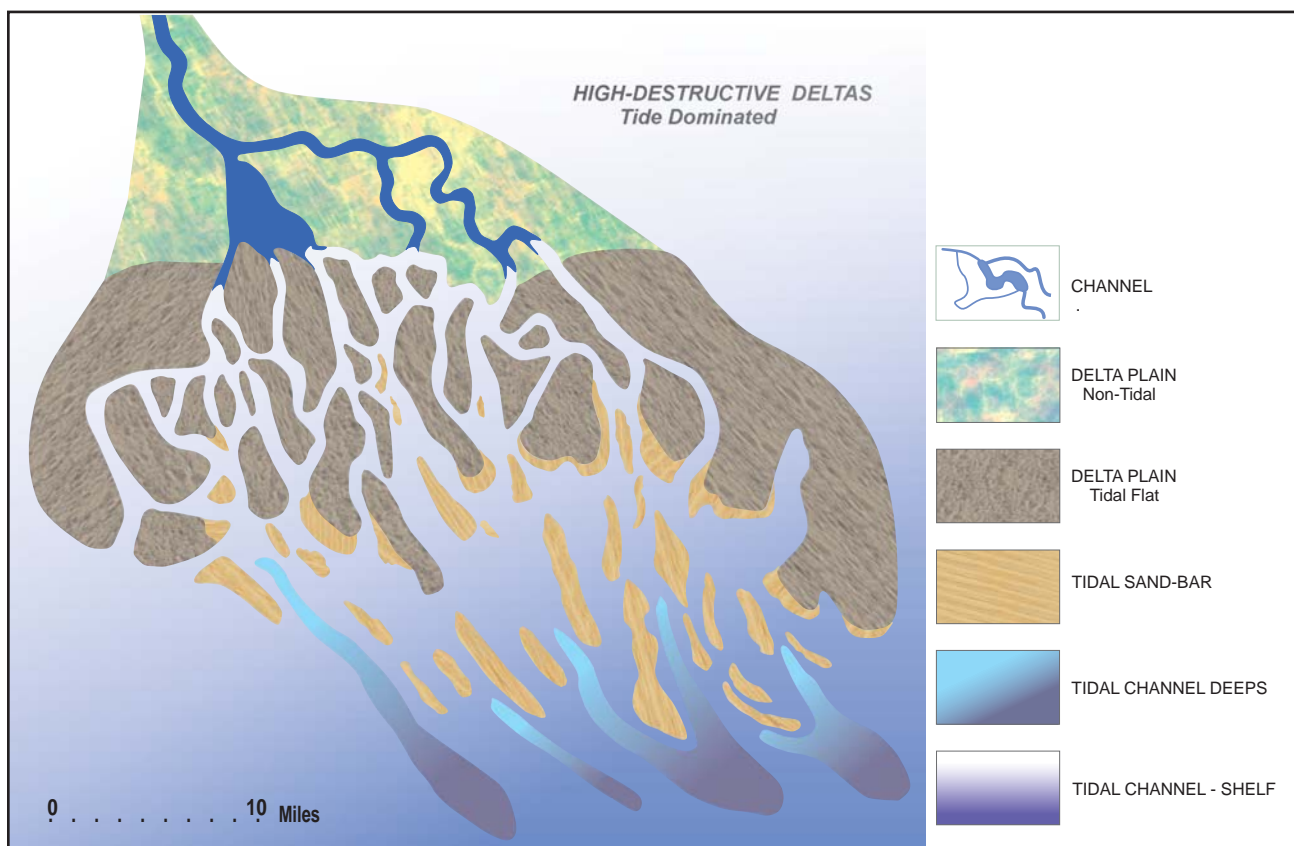 HIGH-DESTRUCTIVE DELTAS
Tide Dominated
CHANNEL
.
DELTA PLAIN
Non-Tidal
DELTA PLAIN
Tidal Flat
TIDAL SAND-BAR
TIDAL CHANNEL DEEPS
TIDAL CHANNEL - SHELF
0 10 Miles